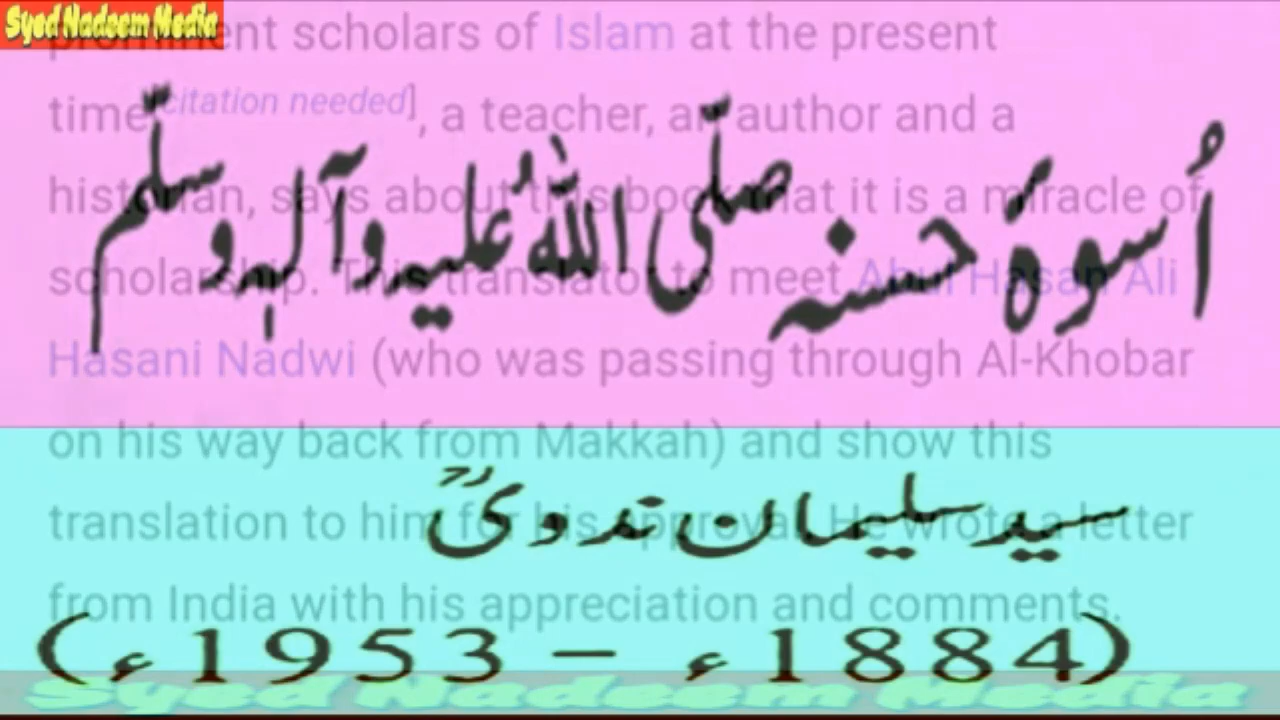 Syed Nadeem Media
prominent scholars of Islam at the present
time[citation needed], a teacher, an author and a
historian, says about this book that it is a miracle of
scholarship. This translator to meet Abul Hasan Ali
Hasani Nadwi (who was passing through Al-Khobar
on his way back from Makkah) and show this
translation to him for his approval. He wrote a letter
from India with his appreciation and comments.
اُسوۂ حسنہ صلّی اللہُ علیہ وآلہٖ وسلّم
سید سلیمان ندویؒ
(1884ء – 1953ء)
Syed Nadeem Media